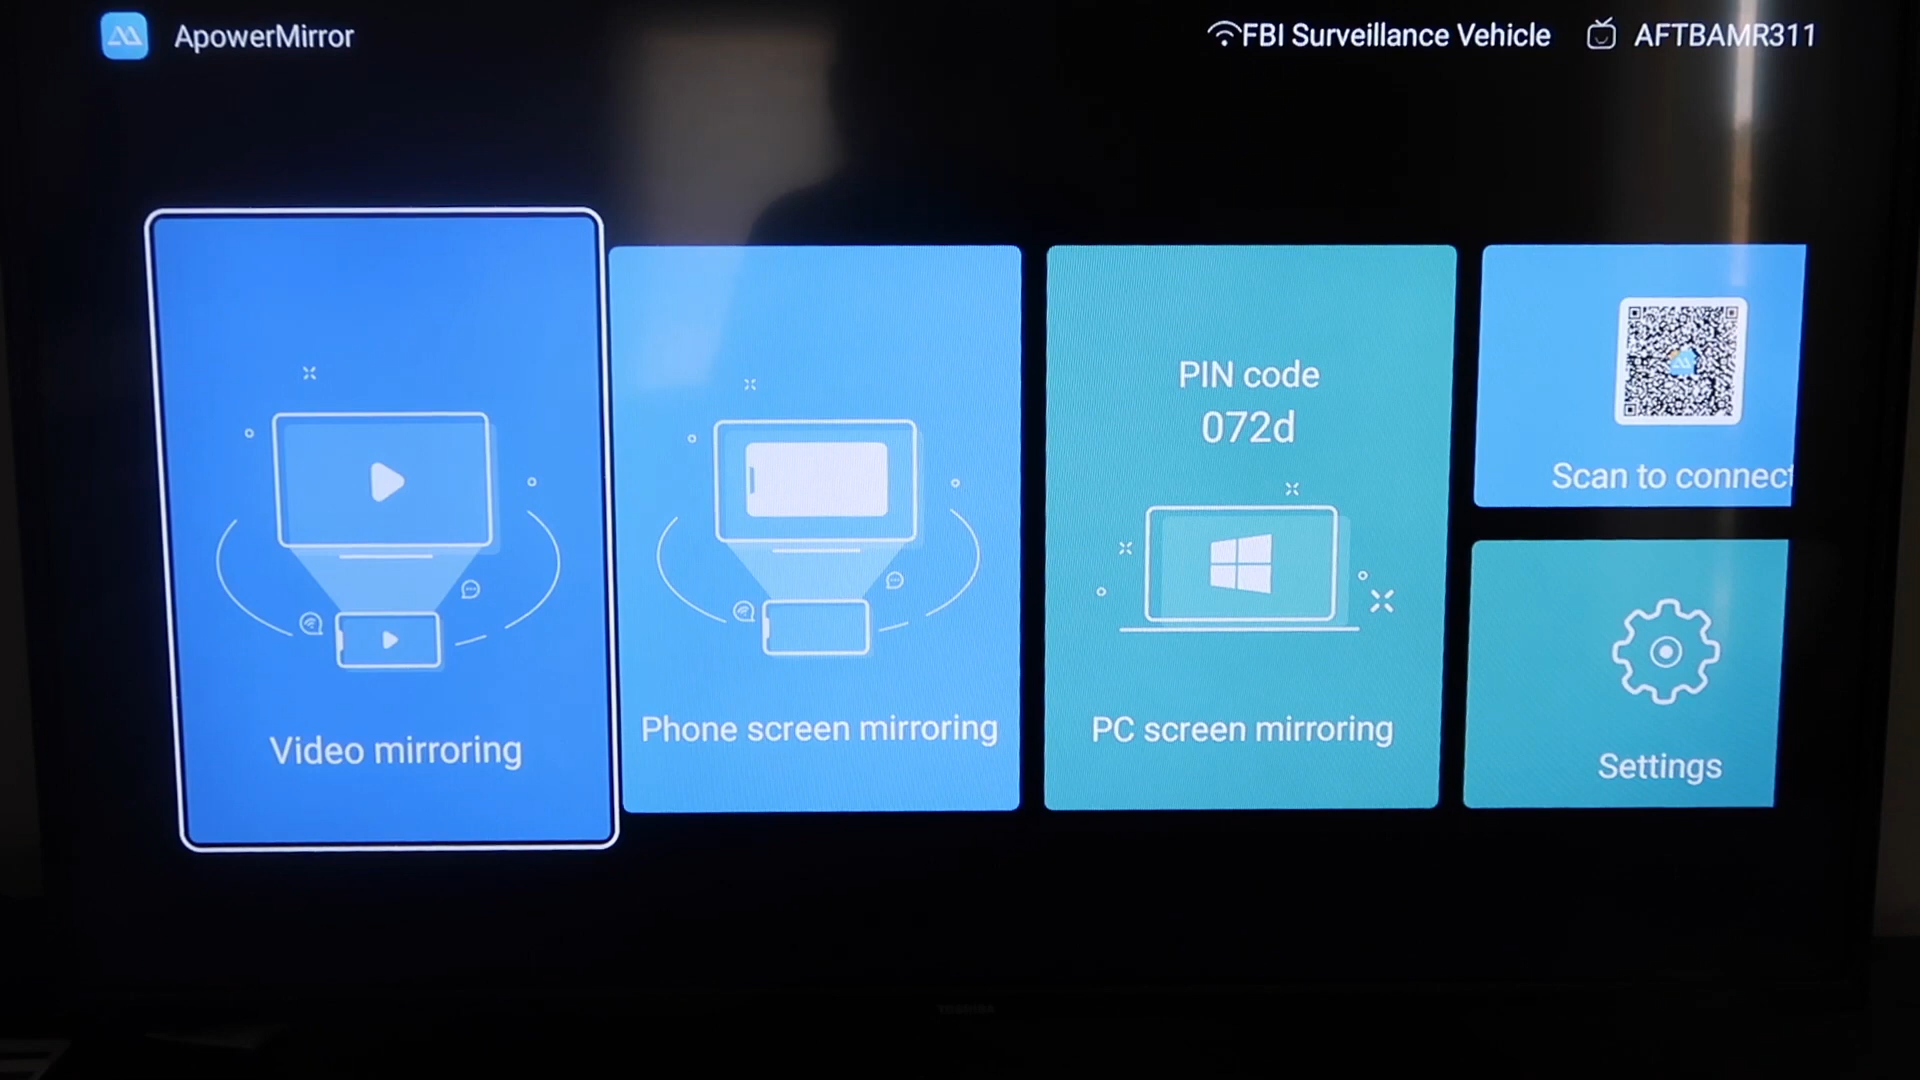 ApowerMirror
FBI Surveillance Vehicle
AFTBAMR311
Video mirroring
Phone screen mirroring
PIN code
072d
PC screen mirroring
Scan to connect
Settings
TOSHIBA